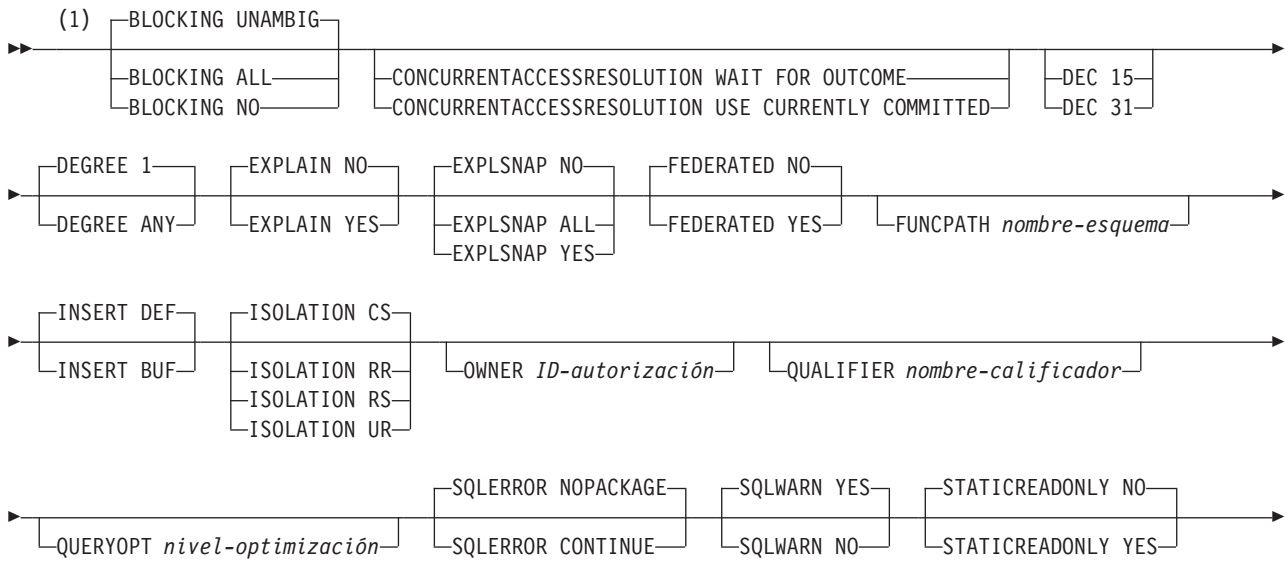 (1) BLOCKING UNAMBIG
BLOCKING ALL
BLOCKING NO
CONCURRENTACCESSRESOLUTION WAIT FOR OUTCOME
CONCURRENTACCESSRESOLUTION USE CURRENTLY COMMITTED
DEC 15
DEC 31
DEGREE 1
DEGREE ANY
EXPLAIN NO
EXPLAIN YES
EXPLSNAP NO
EXPLSNAP ALL
EXPLSNAP YES
FEDERATED NO
FEDERATED YES
FUNCPATH nombre-esquema
INSERT DEF
INSERT BUF
ISOLATION CS
ISOLATION RR
ISOLATION RS
ISOLATION UR
OWNER ID-autorización
QUALIFIER nombre-calificador
QUERYOPT nivel-optimización
SQLERROR NOPACKAGE
SQLERROR CONTINUE
SQLWARN YES
SQLWARN NO
STATICREADONLY NO
STATICREADONLY YES